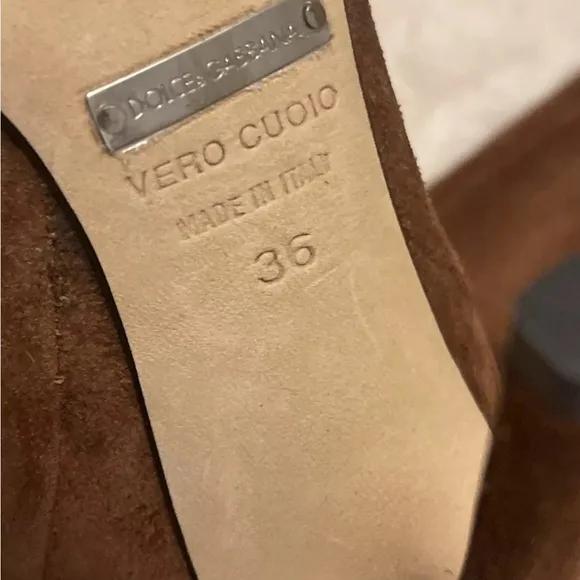 DOLCE&GABBANA
VERO CUOIO
MADE IN ITALY
36